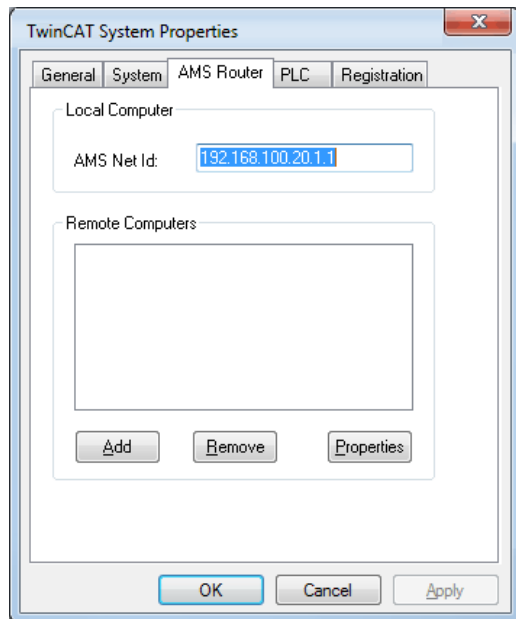 TwinCAT System Properties
General System AMS Router PLC Registration
Local Computer
AMS Net Id: 192.168.100.20.1.1
Remote Computers
Add Remove Properties
OK Cancel Apply